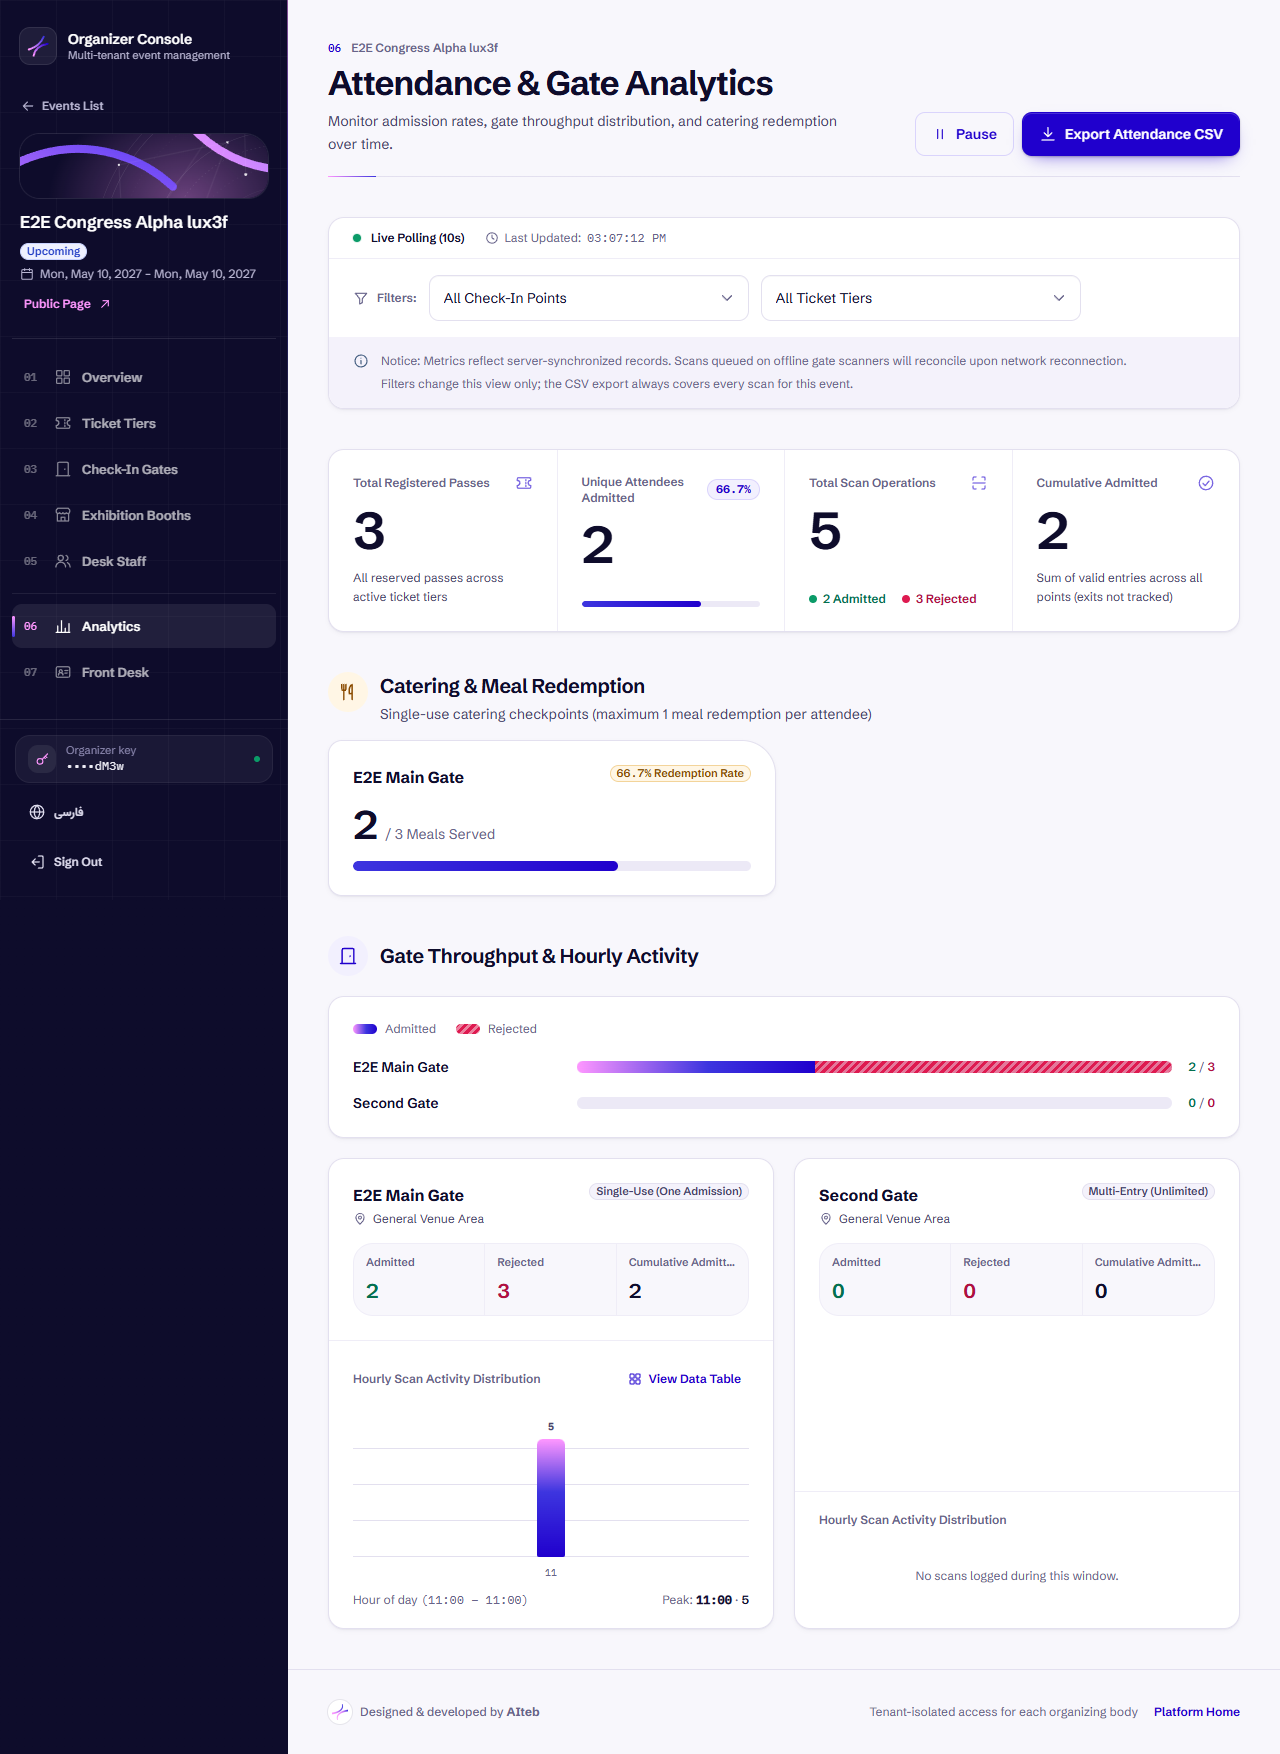 Organizer Console
Multi-tenant event management
Events List
E2E Congress Alpha lux3f
Upcoming
Mon, May 10, 2027 – Mon, May 10, 2027
Public Page
01 Overview
02 Ticket Tiers
03 Check-In Gates
04 Exhibition Booths
05 Desk Staff
06 Analytics
07 Front Desk
Organizer key
••••dM3w
فارسی
Sign Out
06 E2E Congress Alpha lux3f
Attendance & Gate Analytics
Monitor admission rates, gate throughput distribution, and catering redemption
over time.
Pause
Export Attendance CSV
Live Polling (10s)
Last Updated: 03:07:12 PM
Filters:
All Check-In Points
All Ticket Tiers
Notice: Metrics reflect server-synchronized records. Scans queued on offline gate scanners will reconcile upon network reconnection.
Filters change this view only; the CSV export always covers every scan for this event.
Total Registered Passes
3
All reserved passes across
active ticket tiers
Unique Attendees
Admitted
66.7%
2
Total Scan Operations
5
2 Admitted
3 Rejected
Cumulative Admitted
2
Sum of valid entries across all
points (exits not tracked)
Catering & Meal Redemption
Single-use catering checkpoints (maximum 1 meal redemption per attendee)
E2E Main Gate
66.7% Redemption Rate
2 / 3 Meals Served
Gate Throughput & Hourly Activity
Admitted
Rejected
E2E Main Gate
2 / 3
Second Gate
0 / 0
E2E Main Gate
Single-Use (One Admission)
General Venue Area
Admitted
2
Rejected
3
Cumulative Admitt...
2
Hourly Scan Activity Distribution
View Data Table
5
11
Hour of day (11:00 – 11:00)
Peak: 11:00 · 5
Second Gate
Multi-Entry (Unlimited)
General Venue Area
Admitted
0
Rejected
0
Cumulative Admitt...
0
Hourly Scan Activity Distribution
No scans logged during this window.
Designed & developed by AIteb
Tenant-isolated access for each organizing body
Platform Home